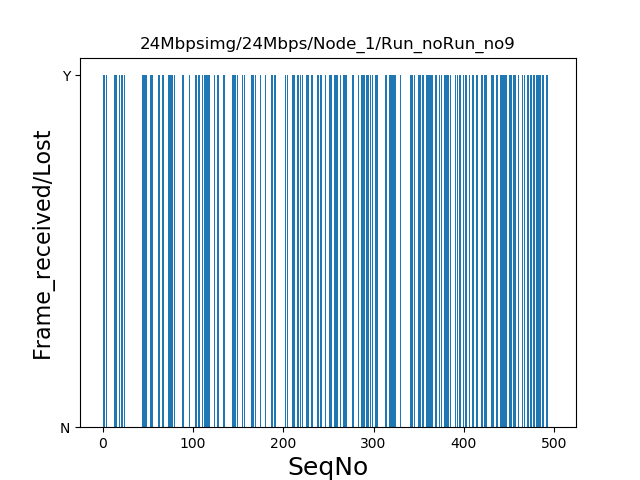 24Mbpsimg/24Mbps/Node_1/Run_noRun_no9
Y
Frame_received/Lost
N
0 100 200 300 400 500
SeqNo